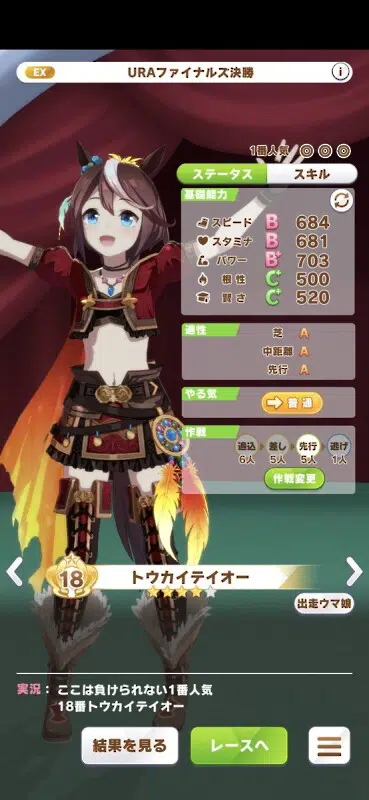 EX URAファイナルズ決勝
1番人気 ◎ ◎ ◎
ステータス スキル
基礎能力
スピード B 684
スタミナ B 681
パワー B+ 703
根性 C+ 500
賢さ C+ 520
適性
芝 A
中距離 A
先行 A
やる気
普通
作戦
追込 差し 先行 逃げ
6人 5人 5人 1人
作戦変更
18 トウカイテイオー
出走ウマ娘
実況: ここは負けられない1番人気
18番トウカイテイオー
結果を見る レースへ